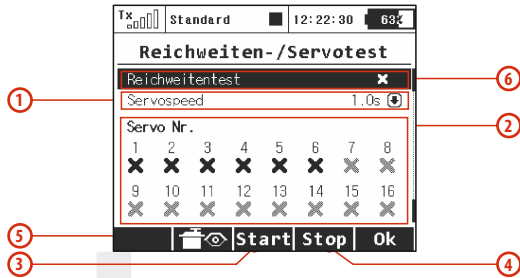 Tx Standard 12:22:30 63%
Reichweiten-/Servotest
Reichweitentest
Servospeed 1.0s
Servo Nr.
1 2 3 4 5 6 7 8
9 10 11 12 13 14 15 16
Start Stop Ok
1
2
3
4
5
6